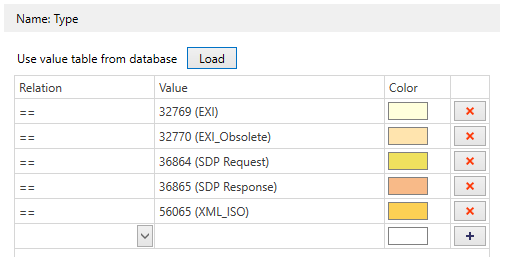 Name: Type
Use value table from database Load
Relation Value Color
== 32769 (EXI)
== 32770 (EXI_Obsolete)
== 36864 (SDP Request)
== 36865 (SDP Response)
== 56065 (XML_ISO)